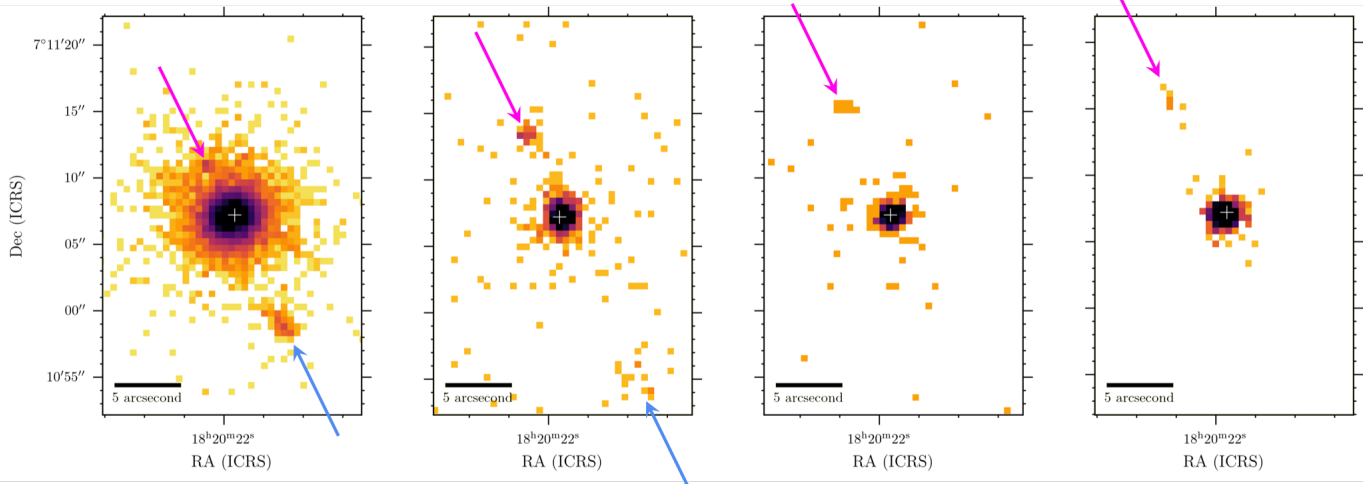 Dec (ICRS)
7°11′20″
15″
10″
05″
00″
10′55″
5 arcsecond
5 arcsecond
5 arcsecond
5 arcsecond
18ʰ20ᵐ22ˢ
18ʰ20ᵐ22ˢ
18ʰ20ᵐ22ˢ
18ʰ20ᵐ22ˢ
RA (ICRS)
RA (ICRS)
RA (ICRS)
RA (ICRS)